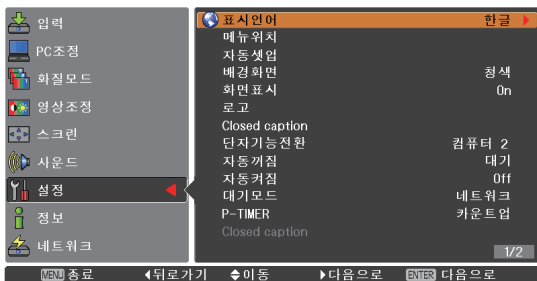 입력
PC조정
화질모드
영상조정
스크린
사운드
설정
정보
네트워크
표시언어 한글
메뉴위치
자동셋업
배경화면 청색
화면표시 On
로고
Closed caption
단자기능전환 컴퓨터 2
자동꺼짐 대기
자동켜짐 Off
대기모드 네트워크
P-TIMER 카운트업
Closed caption
1/2
MENU 종료 뒤로가기 이동 다음으로 ENTER 다음으로